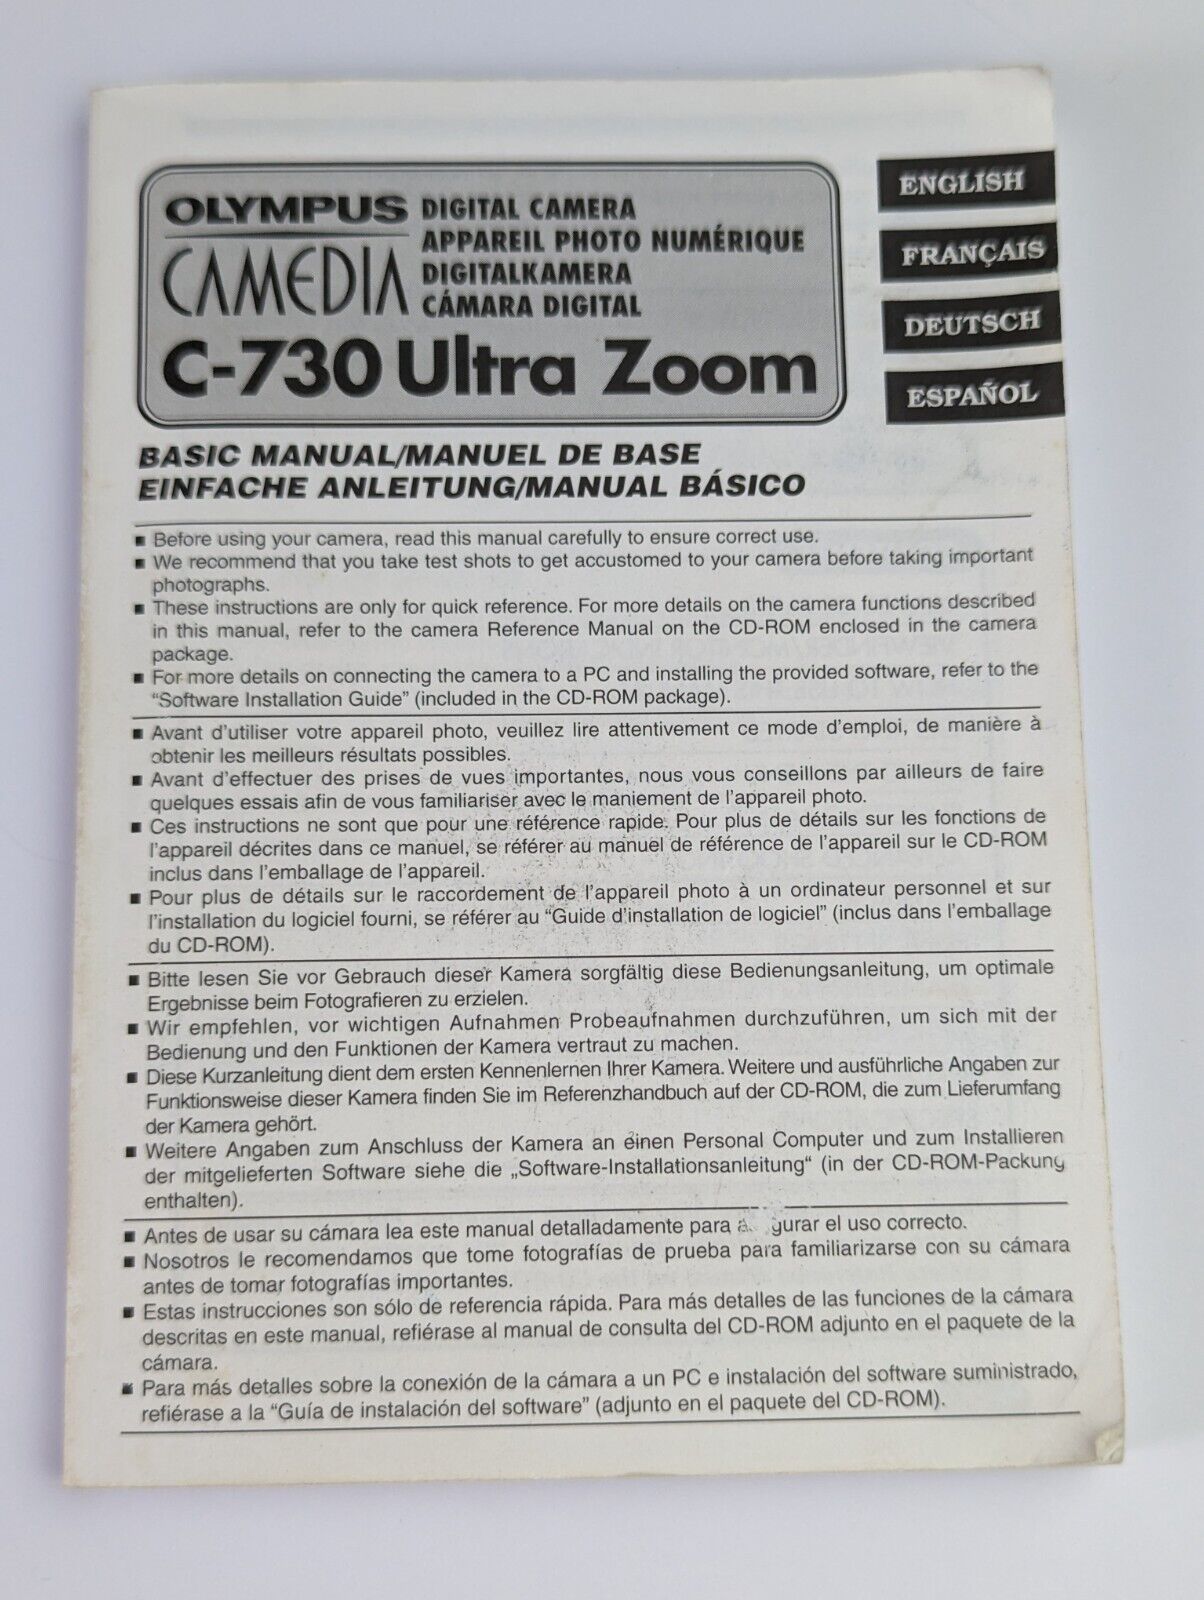 OLYMPUS
CAMEDIA
DIGITAL CAMERA
APPAREIL PHOTO NUMÉRIQUE
DIGITALKAMERA
CÁMARA DIGITAL
C-730 Ultra Zoom
ENGLISH
FRANÇAIS
DEUTSCH
ESPAÑOL
BASIC MANUAL/MANUEL DE BASE
EINFACHE ANLEITUNG/MANUAL BÁSICO
■ Before using your camera, read this manual carefully to ensure correct use.
■ We recommend that you take test shots to get accustomed to your camera before taking important
photographs.
■ These instructions are only for quick reference. For more details on the camera functions described
in this manual, refer to the camera Reference Manual on the CD-ROM enclosed in the camera
package.
■ For more details on connecting the camera to a PC and installing the provided software, refer to the
“Software Installation Guide” (included in the CD-ROM package).
■ Avant d’utiliser votre appareil photo, veuillez lire attentivement ce mode d’emploi, de manière à
obtenir les meilleurs résultats possibles.
■ Avant d’effectuer des prises de vues importantes, nous vous conseillons par ailleurs de faire
quelques essais afin de vous familiariser avec le maniement de l’appareil photo.
■ Ces instructions ne sont que pour une référence rapide. Pour plus de détails sur les fonctions de
l’appareil décrites dans ce manuel, se référer au manuel de référence de l’appareil sur le CD-ROM
inclus dans l’emballage de l’appareil.
■ Pour plus de détails sur le raccordement de l’appareil photo à un ordinateur personnel et sur
l’installation du logiciel fourni, se référer au “Guide d’installation de logiciel” (inclus dans l’emballage
du CD-ROM).
■ Bitte lesen Sie vor Gebrauch dieser Kamera sorgfältig diese Bedienungsanleitung, um optimale
Ergebnisse beim Fotografieren zu erzielen.
■ Wir empfehlen, vor wichtigen Aufnahmen Probeaufnahmen durchzuführen, um sich mit der
Bedienung und den Funktionen der Kamera vertraut zu machen.
■ Diese Kurzanleitung dient dem ersten Kennenlernen Ihrer Kamera. Weitere und ausführliche Angaben zur
Funktionsweise dieser Kamera finden Sie im Referenzhandbuch auf der CD-ROM, die zum Lieferumfang
der Kamera gehört.
■ Weitere Angaben zum Anschluss der Kamera an einen Personal Computer und zum Installieren
der mitgelieferten Software siehe die „Software-Installationsanleitung“ (in der CD-ROM-Packung
enthalten).
■ Antes de usar su cámara lea este manual detalladamente para el uso correcto.
■ Nosotros le recomendamos que tome fotografías de prueba para familiarizarse con su cámara
antes de tomar fotografías importantes.
■ Estas instrucciones son sólo de referencia rápida. Para más detalles de las funciones de la cámara
descritas en este manual, refiérase al manual de consulta del CD-ROM adjunto en el paquete de la
cámara.
■ Para más detalles sobre la conexión de la cámara a un PC e instalación del software suministrado,
refiérase a la “Guía de instalación del software” (adjunto en el paquete del CD-ROM).